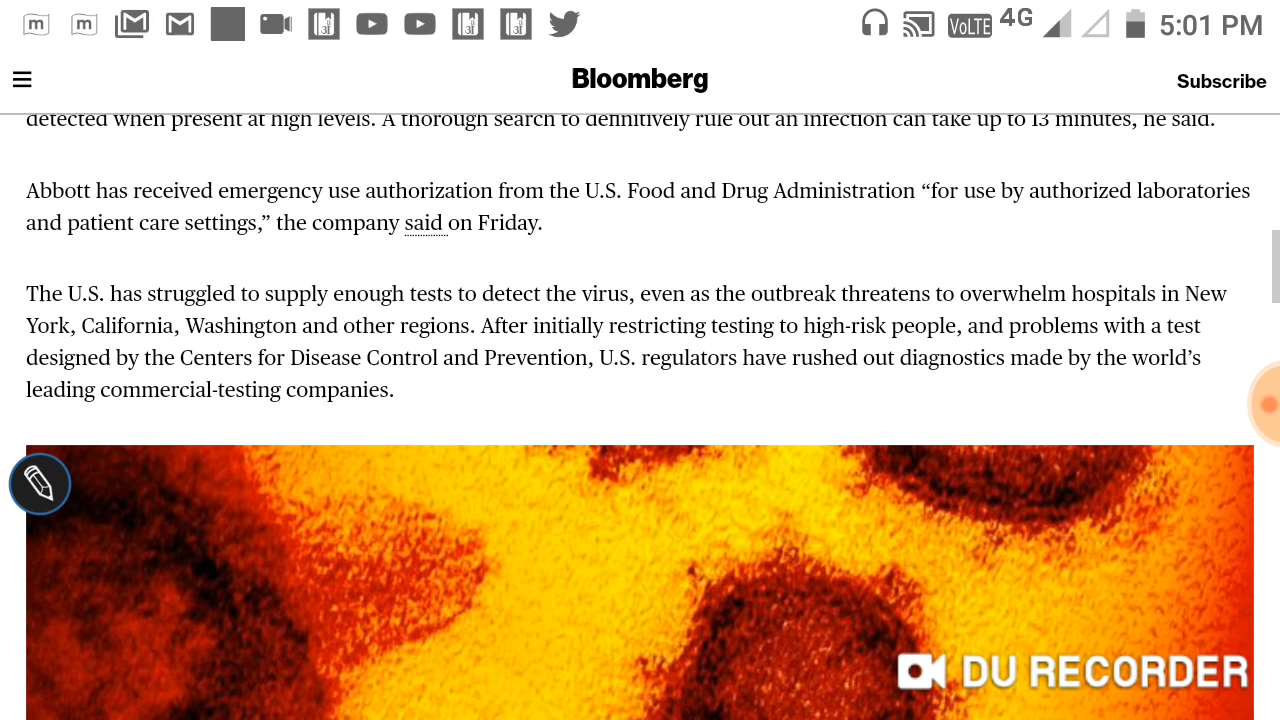 4G
VoLTE
5:01 PM
Bloomberg
Subscribe
detected when present at high levels. A thorough search to definitively rule out an infection can take up to 13 minutes, he said.
Abbott has received emergency use authorization from the U.S. Food and Drug Administration “for use by authorized laboratories
and patient care settings,” the company said on Friday.
The U.S. has struggled to supply enough tests to detect the virus, even as the outbreak threatens to overwhelm hospitals in New
York, California, Washington and other regions. After initially restricting testing to high-risk people, and problems with a test
designed by the Centers for Disease Control and Prevention, U.S. regulators have rushed out diagnostics made by the world’s
leading commercial-testing companies.
DU RECORDER